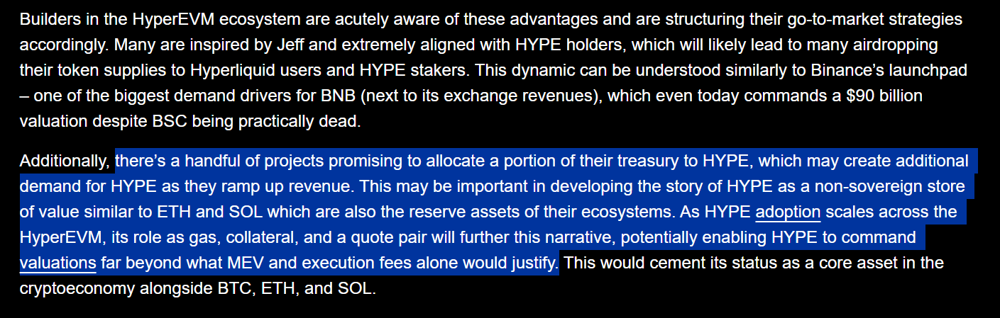 Builders in the HyperEVM ecosystem are acutely aware of these advantages and are structuring their go-to-market strategies
accordingly. Many are inspired by Jeff and extremely aligned with HYPE holders, which will likely lead to many airdropping
their token supplies to Hyperliquid users and HYPE stakers. This dynamic can be understood similarly to Binance’s launchpad
– one of the biggest demand drivers for BNB (next to its exchange revenues), which even today commands a $90 billion
valuation despite BSC being practically dead.
Additionally, there’s a handful of projects promising to allocate a portion of their treasury to HYPE, which may create additional
demand for HYPE as they ramp up revenue. This may be important in developing the story of HYPE as a non-sovereign store
of value similar to ETH and SOL which are also the reserve assets of their ecosystems. As HYPE adoption scales across the
HyperEVM, its role as gas, collateral, and a quote pair will further this narrative, potentially enabling HYPE to command
valuations far beyond what MEV and execution fees alone would justify. This would cement its status as a core asset in the
cryptoeconomy alongside BTC, ETH, and SOL.